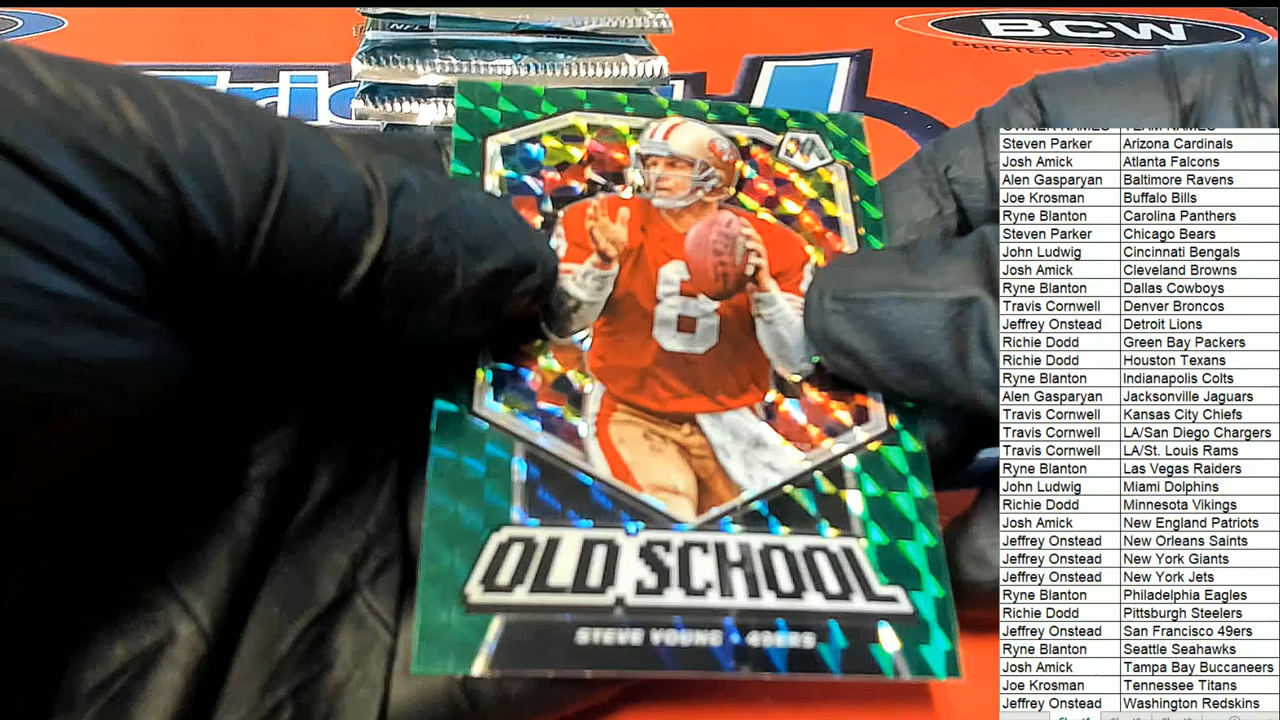 BCW
PROTECT
NFL
8
OLD SCHOOL
STEVE YOUNG • 49ERS
OWNER NAMES TEAM NAMES
Steven Parker Arizona Cardinals
Josh Amick Atlanta Falcons
Alen Gasparyan Baltimore Ravens
Joe Krosman Buffalo Bills
Ryne Blanton Carolina Panthers
Steven Parker Chicago Bears
John Ludwig Cincinnati Bengals
Josh Amick Cleveland Browns
Ryne Blanton Dallas Cowboys
Travis Cornwell Denver Broncos
Jeffrey Onstead Detroit Lions
Richie Dodd Green Bay Packers
Richie Dodd Houston Texans
Ryne Blanton Indianapolis Colts
Alen Gasparyan Jacksonville Jaguars
Travis Cornwell Kansas City Chiefs
Travis Cornwell LA/San Diego Chargers
Travis Cornwell LA/St. Louis Rams
Ryne Blanton Las Vegas Raiders
John Ludwig Miami Dolphins
Richie Dodd Minnesota Vikings
Josh Amick New England Patriots
Jeffrey Onstead New Orleans Saints
Jeffrey Onstead New York Giants
Jeffrey Onstead New York Jets
Ryne Blanton Philadelphia Eagles
Richie Dodd Pittsburgh Steelers
Jeffrey Onstead San Francisco 49ers
Ryne Blanton Seattle Seahawks
Josh Amick Tampa Bay Buccaneers
Joe Krosman Tennessee Titans
Jeffrey Onstead Washington Redskins